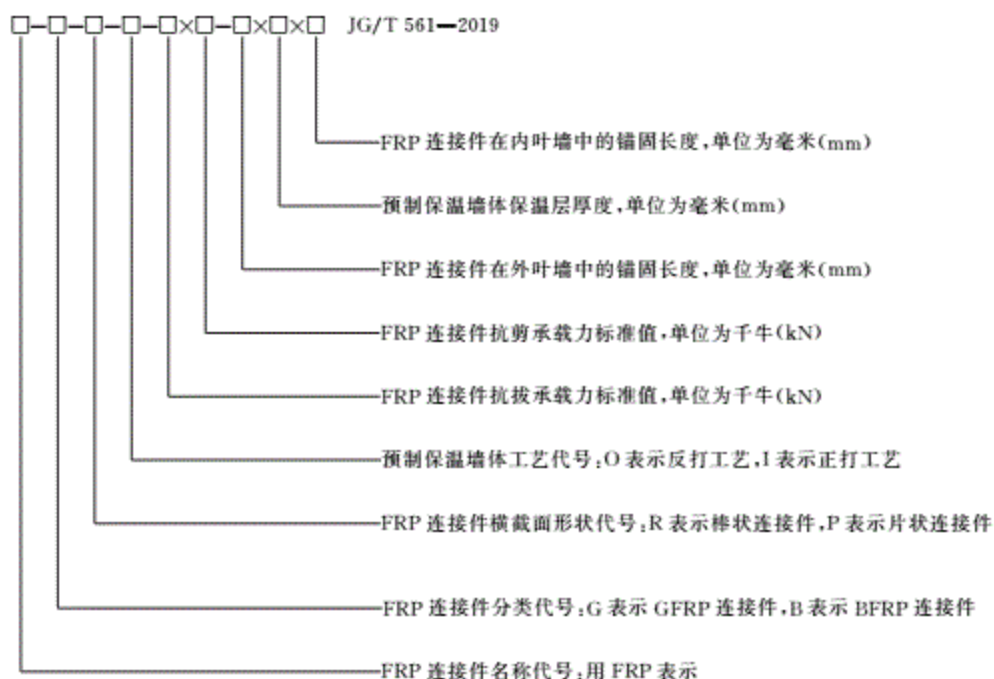 □—□—□—□—□×□—□×□×□ JG/T 561—2019
FRP 连接件在内叶墙中的锚固长度,单位为毫米(mm)
预制保温墙体保温层厚度,单位为毫米(mm)
FRP 连接件在外叶墙中的锚固长度,单位为毫米(mm)
FRP 连接件抗剪承载力标准值,单位为千牛(kN)
FRP 连接件抗拔承载力标准值,单位为千牛(kN)
预制保温墙体工艺代号:O 表示反打工艺,I 表示正打工艺
FRP 连接件横截面形状代号:R 表示棒状连接件,P 表示片状连接件
FRP 连接件分类代号:G 表示 GFRP 连接件,B 表示 BFRP 连接件
FRP 连接件名称代号:用 FRP 表示